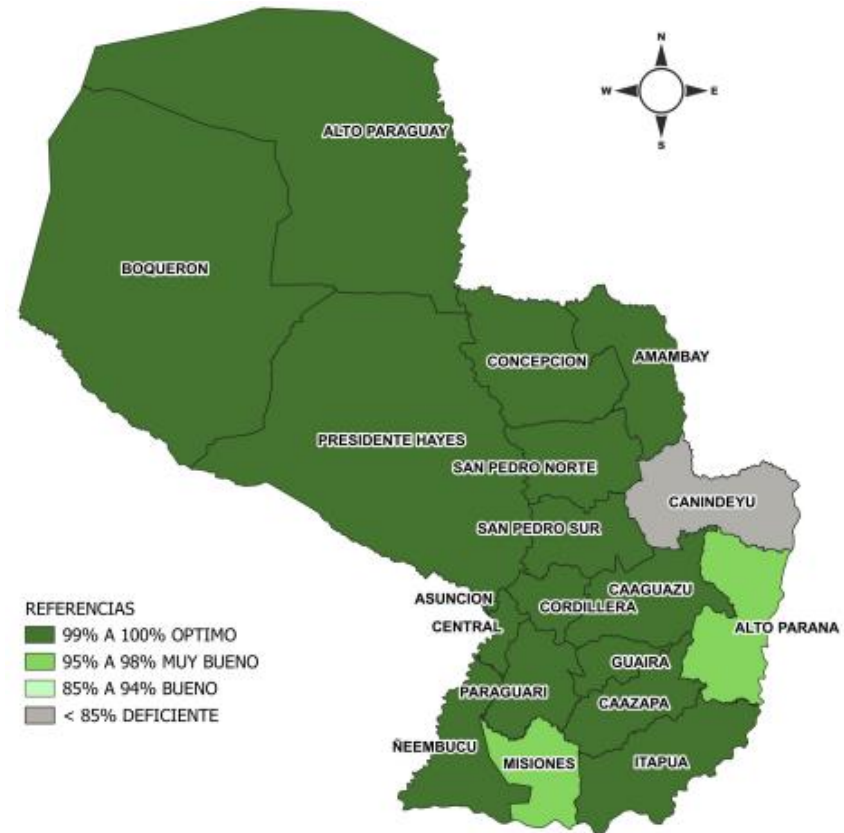 N
W E
S
ALTO PARAGUAY
BOQUERON
CONCEPCION
AMAMBAY
PRESIDENTE HAYES
SAN PEDRO NORTE
CANINDEYU
SAN PEDRO SUR
CAAGUAZU
ASUNCION
CORDILLERA
CENTRAL
ALTO PARANA
GUAIRA
PARAGUARI
CAAZAPA
ÑEEMBUCU
MISIONES
ITAPUA
REFERENCIAS
99% A 100% OPTIMO
95% A 98% MUY BUENO
85% A 94% BUENO
< 85% DEFICIENTE